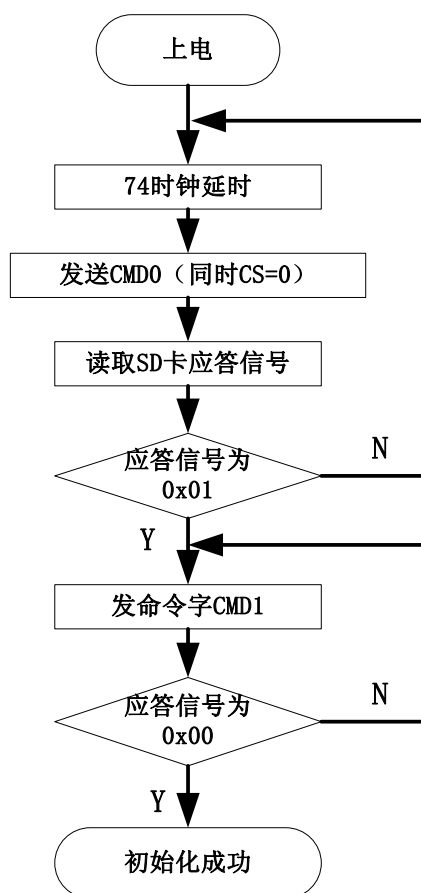 上电
74时钟延时
发送CMD0（同时CS=0）
读取SD卡应答信号
应答信号为
0x01
N
Y
发命令字CMD1
应答信号为
0x00
N
Y
初始化成功